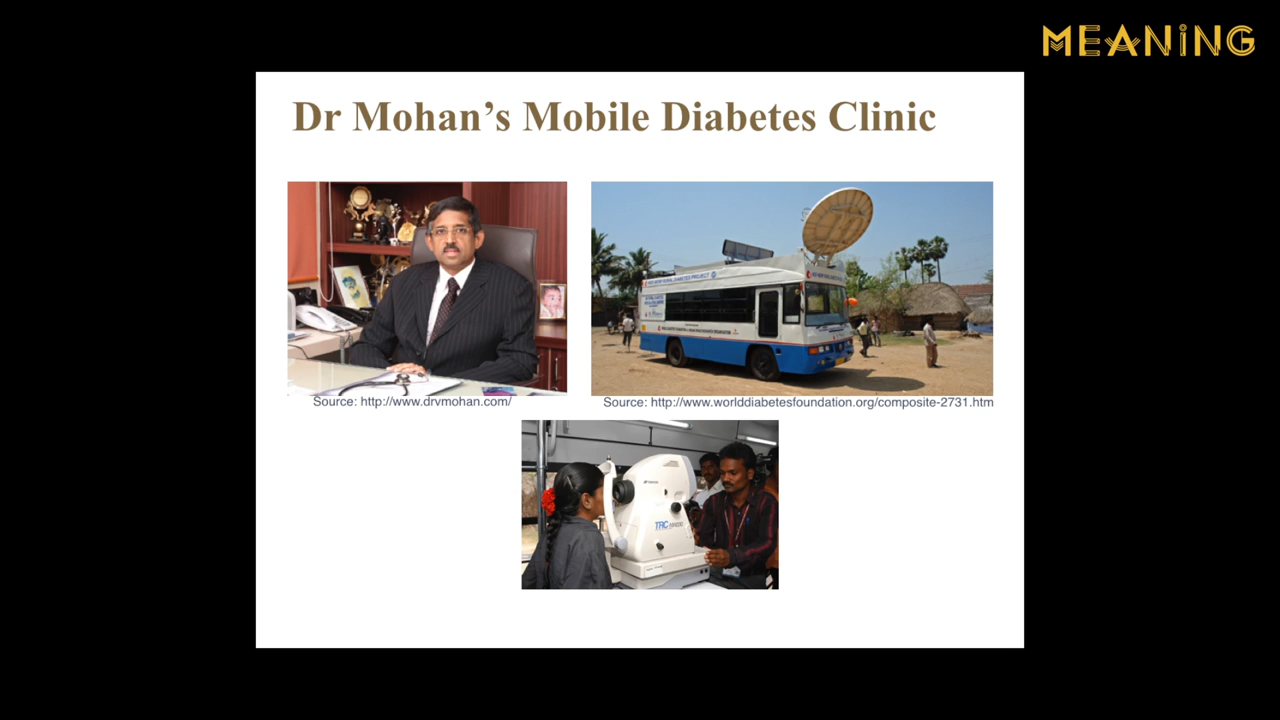 MEANiNG
Dr Mohan’s Mobile Diabetes Clinic
Source: http://www.drvmohan.com/
Source: http://www.worlddiabetesfoundation.org/composite-2731.htm
TRC